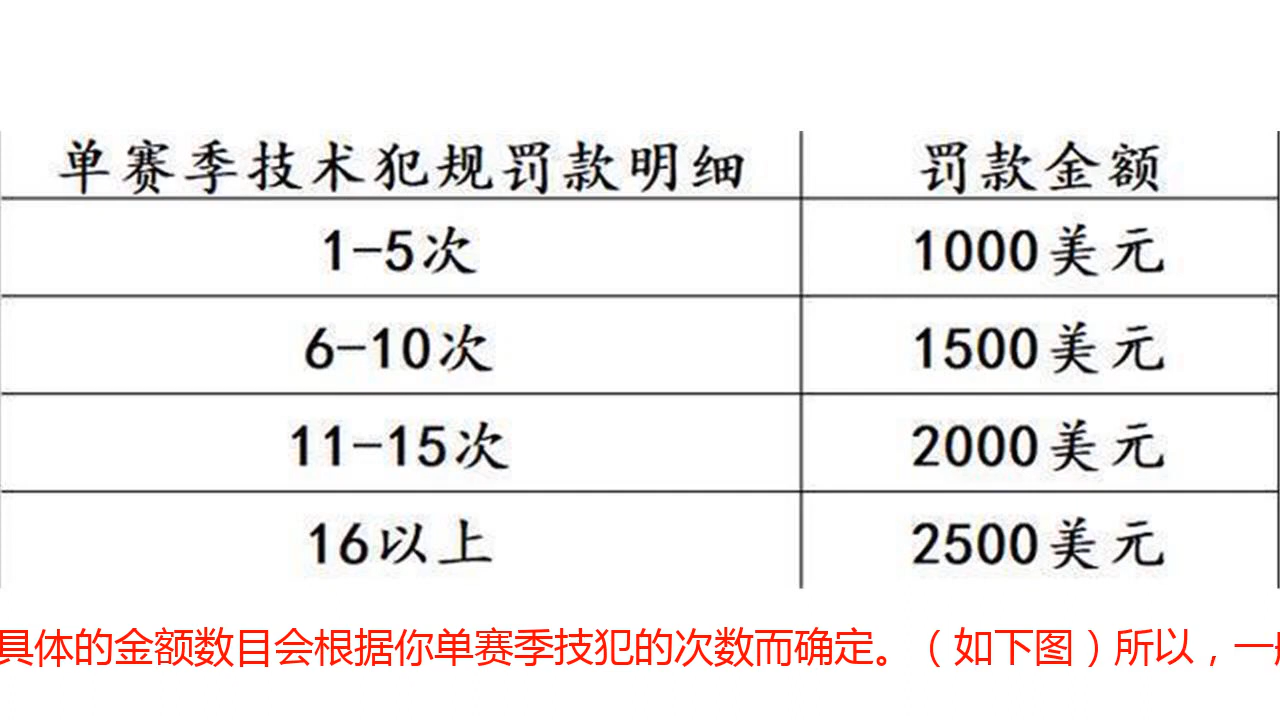 单赛季技术犯规罚款明细 罚款金额
1-5次 1000美元
6-10次 1500美元
11-15次 2000美元
16以上 2500美元
具体的金额数目会根据你单赛季技犯的次数而确定。（如下图）所以，一